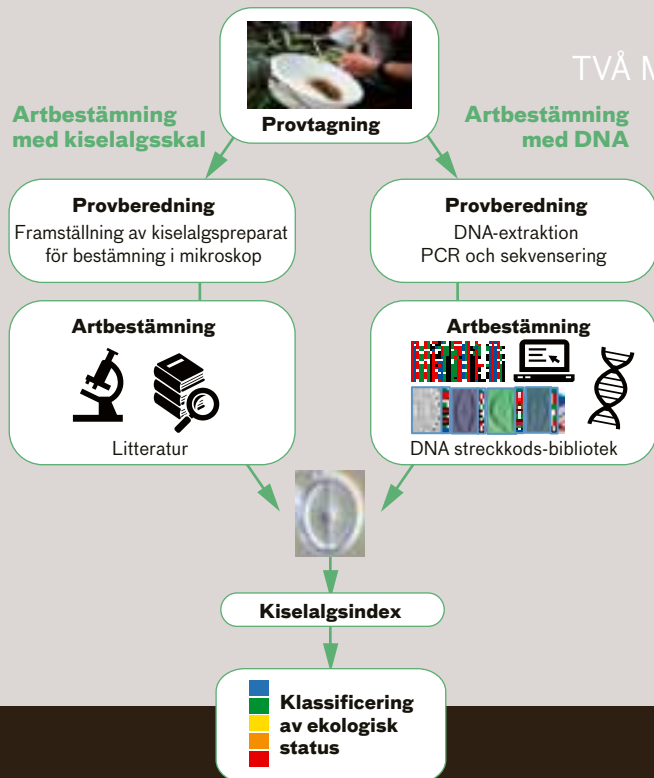 TVÅ M
Provtagning
Artbestämning
med kiselalgsskal
Artbestämning
med DNA
Provberedning
Framställning av kiselalgspreparat
för bestämning i mikroskop
Provberedning
DNA-extraktion
PCR och sekvensering
Artbestämning
Litteratur
Artbestämning
DNA streckkods-bibliotek
Kiselalgsindex
Klassificering
av ekologisk
status